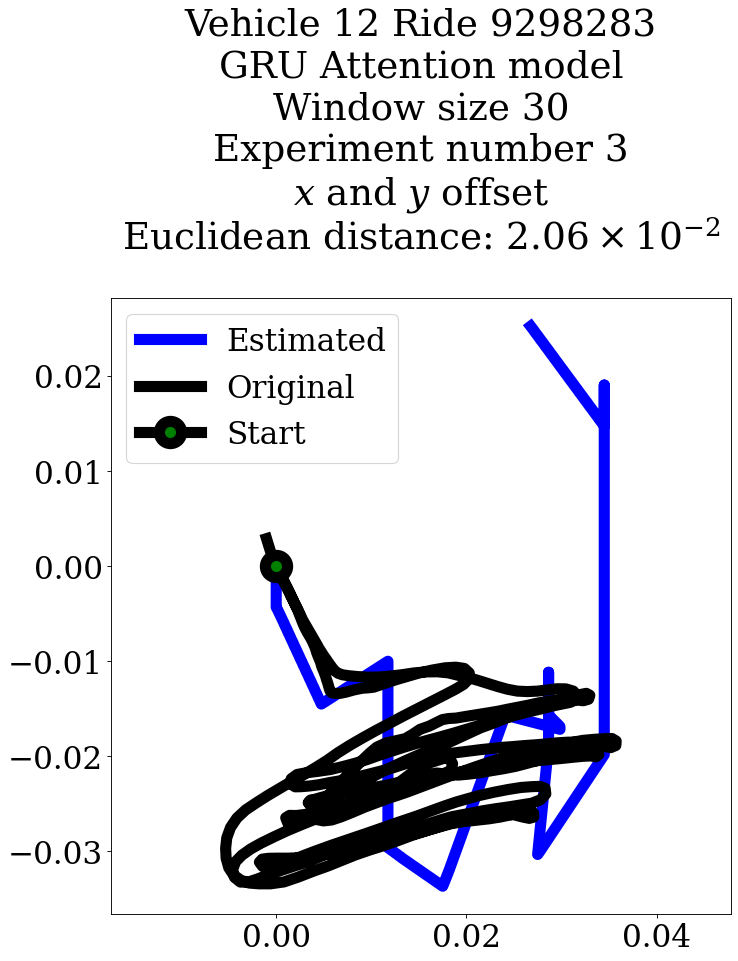 Vehicle 12 Ride 9298283
GRU Attention model
Window size 30
Experiment number 3
x and y offset
Euclidean distance: 2.06 × 10⁻²
Estimated
Original
Start
0.02
0.01
0.00
−0.01
−0.02
−0.03
0.00 0.02 0.04